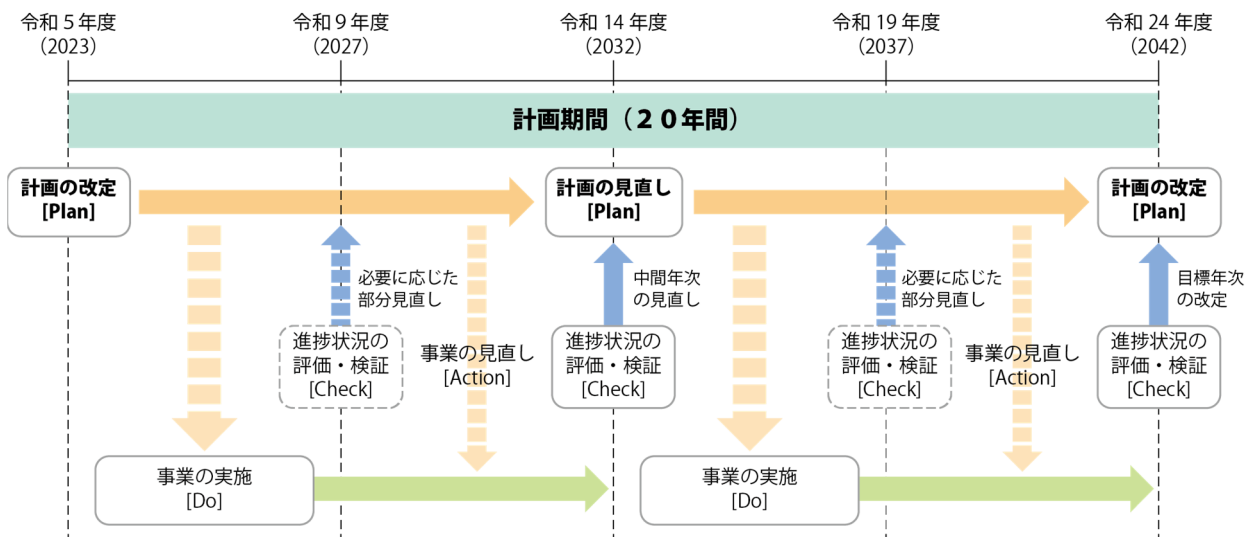 令和 5 年度
(2023)
令和 9 年度
(2027)
令和 14 年度
(2032)
令和 19 年度
(2037)
令和 24 年度
(2042)
計画期間（２０年間）
計画の改定
[Plan]
計画の見直し
[Plan]
計画の改定
[Plan]
必要に応じた
部分見直し
中間年次
の見直し
必要に応じた
部分見直し
目標年次
の改定
進捗状況の
評価・検証
[Check]
事業の見直し
[Action]
進捗状況の
評価・検証
[Check]
進捗状況の
評価・検証
[Check]
事業の見直し
[Action]
進捗状況の
評価・検証
[Check]
事業の実施
[Do]
事業の実施
[Do]